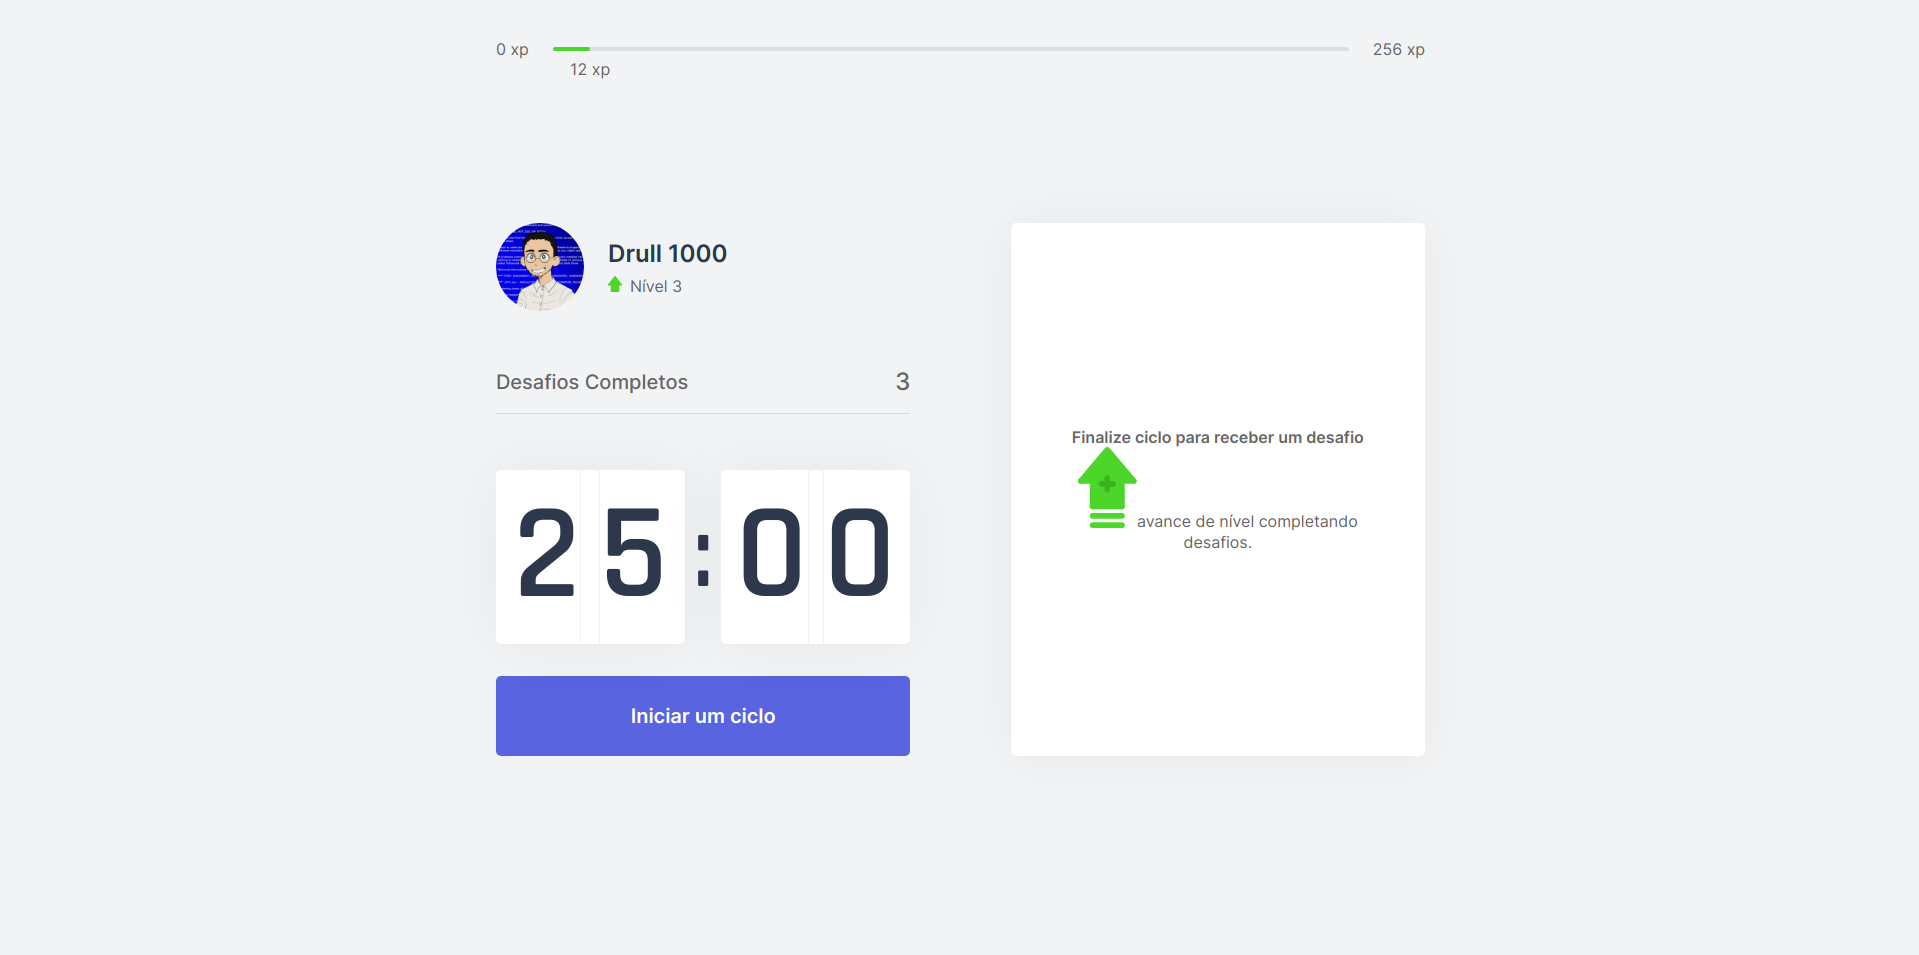 0 xp
256 xp
12 xp
Drull 1000
Nível 3
Desafios Completos
3
25:00
Iniciar um ciclo
Finalize ciclo para receber um desafio
avance de nível completando
desafios.